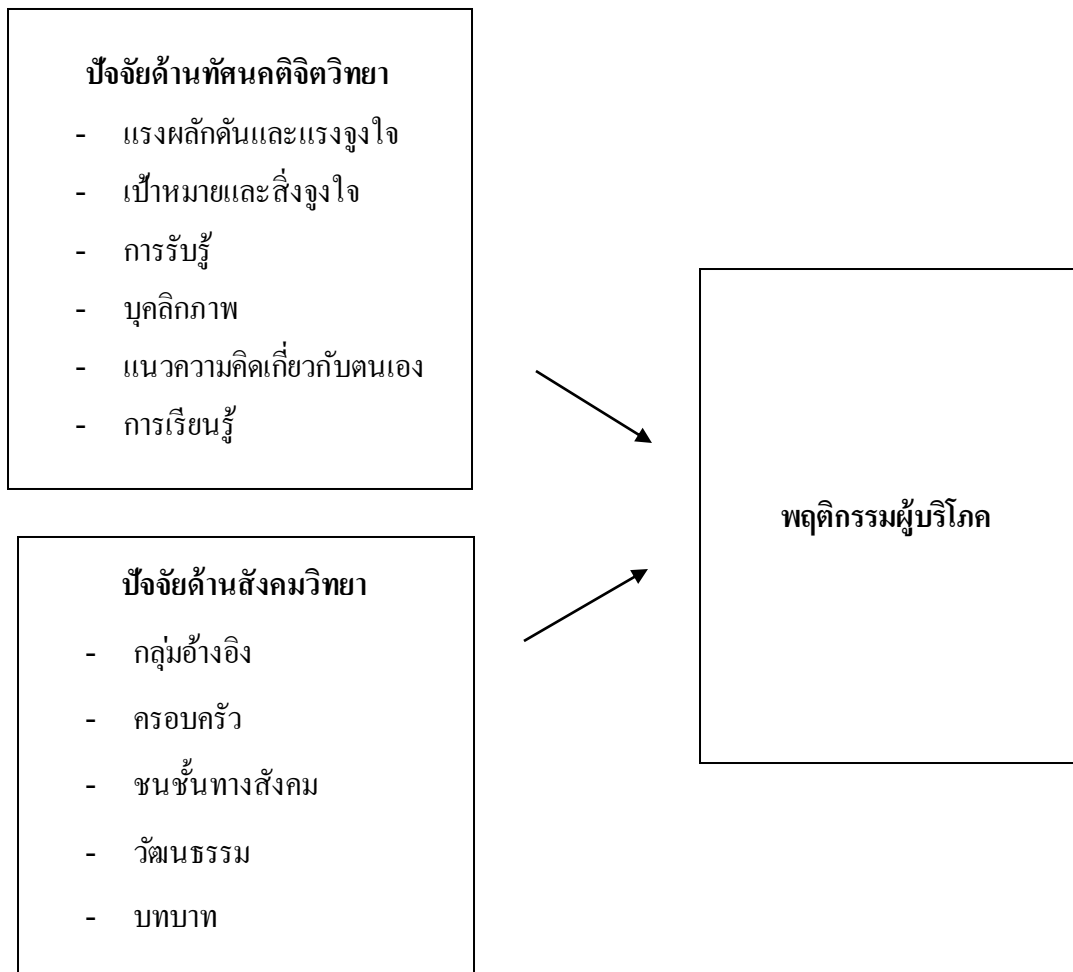 ปัจจัยด้านทัศนคติจิตวิทยา
- แรงผลักดันและแรงจูงใจ
- เป้าหมายและสิ่งจูงใจ
- การรับรู้
- บุคลิกภาพ
- แนวความคิดเกี่ยวกับตนเอง
- การเรียนรู้
ปัจจัยด้านสังคมวิทยา
- กลุ่มอ้างอิง
- ครอบครัว
- ชนชั้นทางสังคม
- วัฒนธรรม
- บทบาท
พฤติกรรมผู้บริโภค